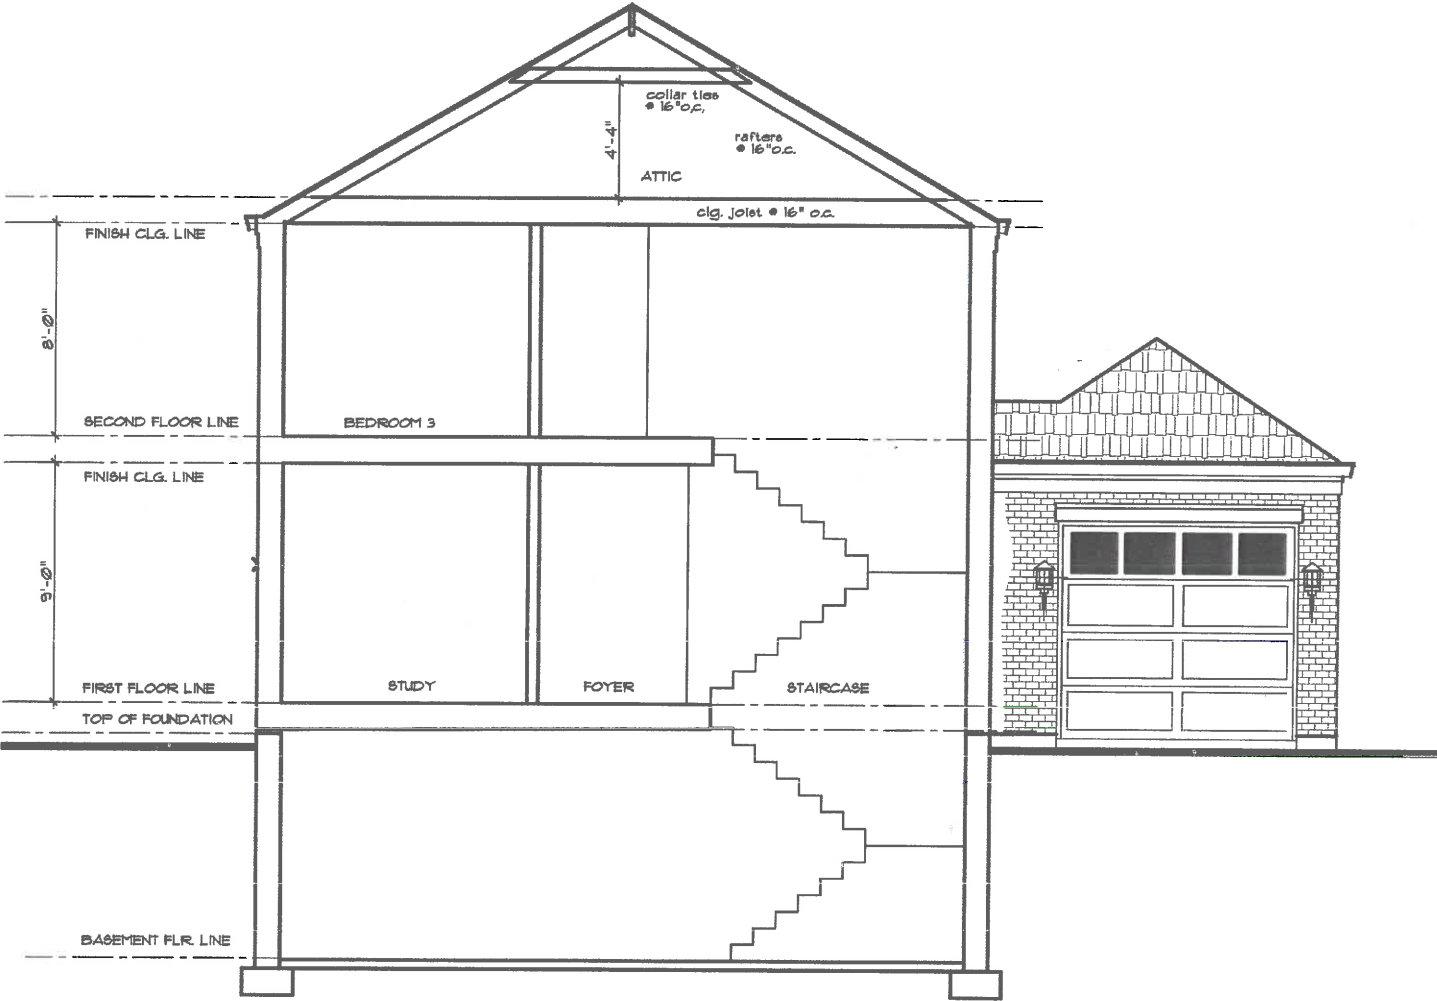 collar ties
@ 16"o.c.
4'-4"
rafters
@ 16"o.c.
ATTIC
clg. joist @ 16" o.c.
FINISH CLG. LINE
8'-0"
SECOND FLOOR LINE
BEDROOM 3
FINISH CLG. LINE
9'-0"
FIRST FLOOR LINE
STUDY
FOYER
STAIRCASE
TOP OF FOUNDATION
BASEMENT FLR. LINE